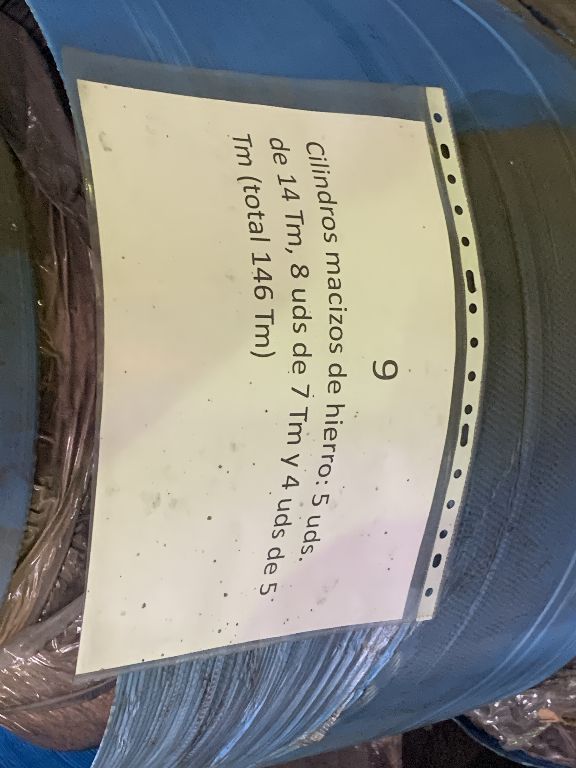 9
Cilindros macizos de hierro: 5 uds.
de 14 Tm, 8 uds de 7 Tm y 4 uds de 5
Tm (total 146 Tm)